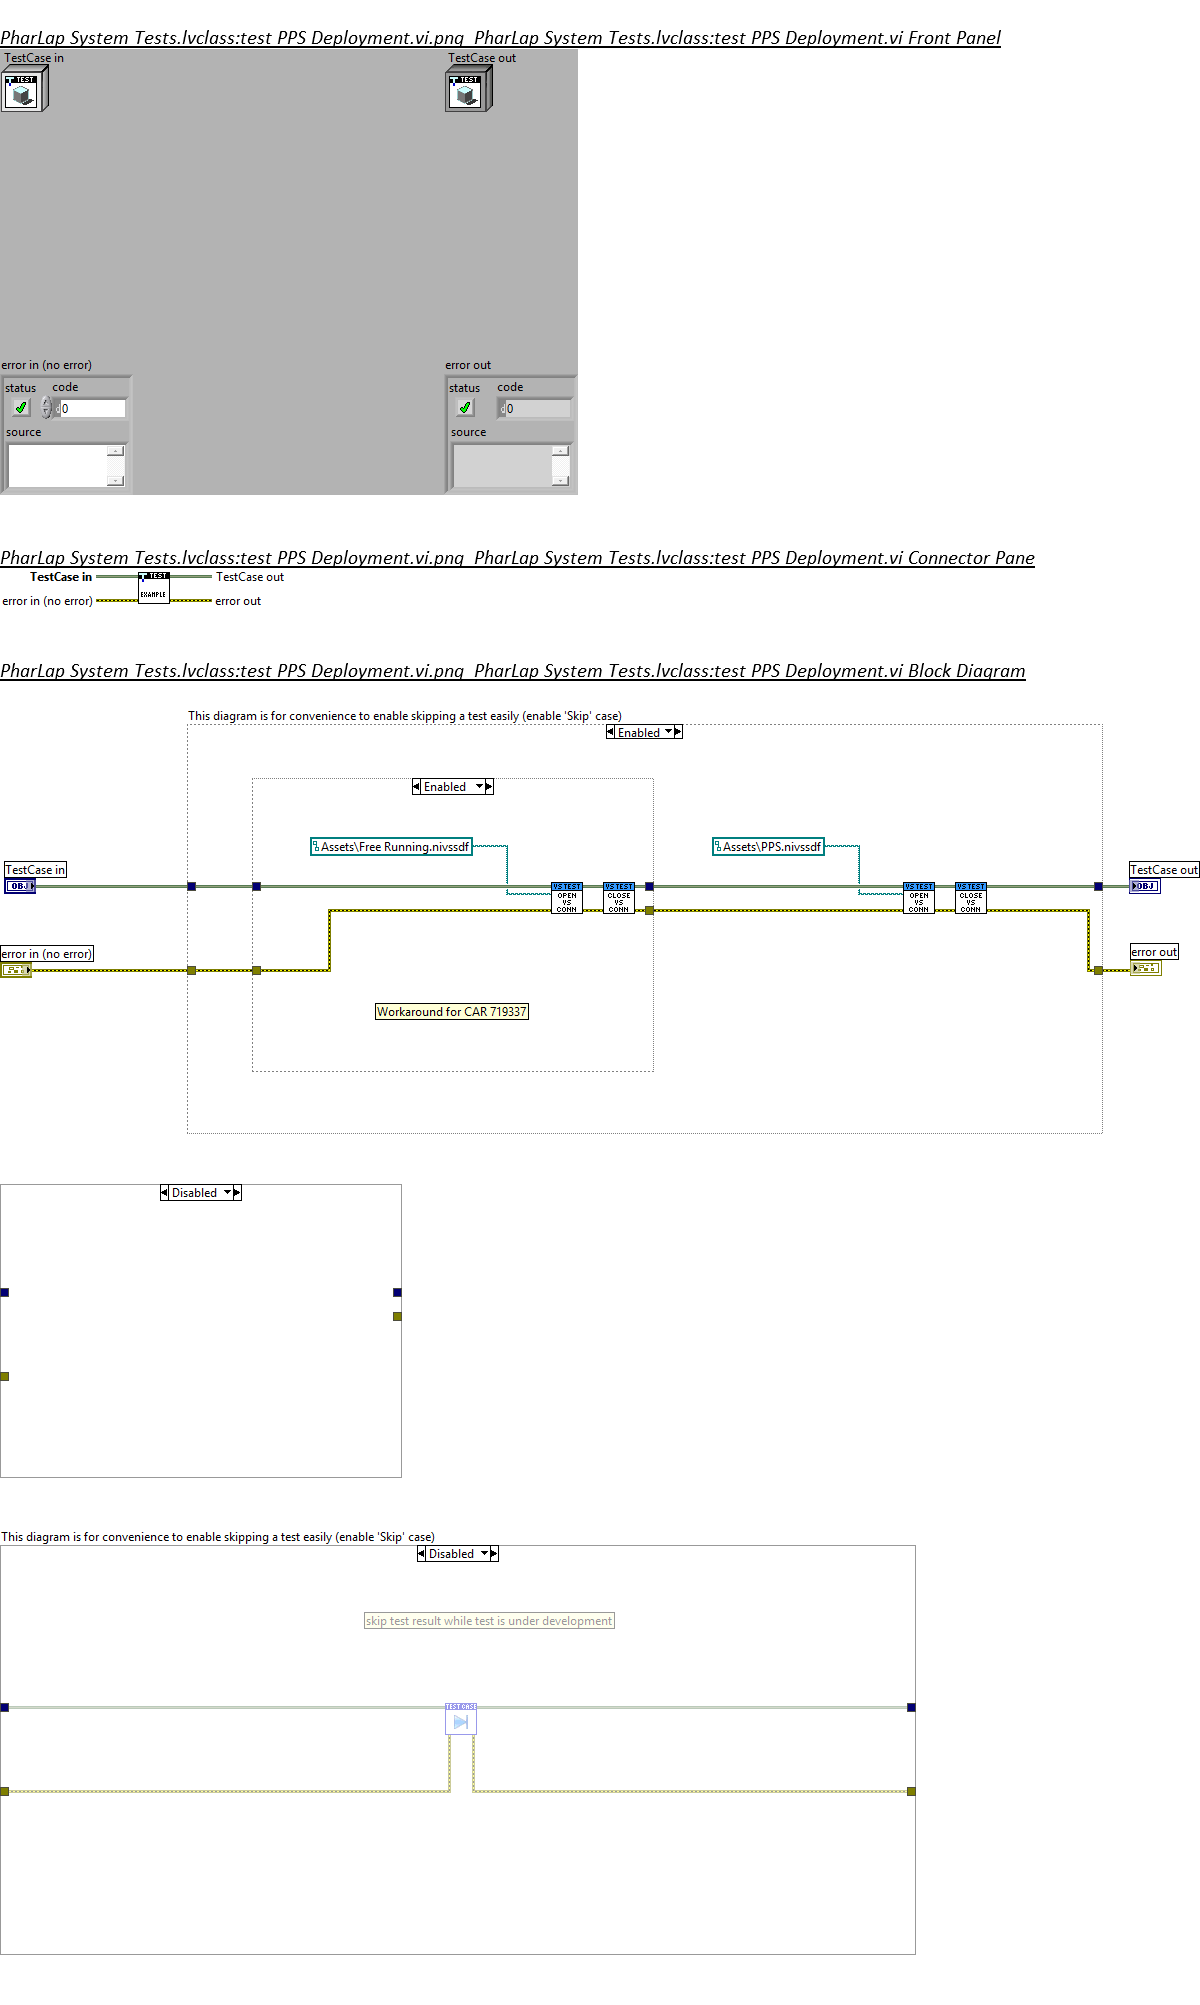 PharLap System Tests.lvclass:test PPS Deployment.vi.png  PharLap System Tests.lvclass:test PPS Deployment.vi Front Panel
TestCase in
TestCase out
TEST
TEST
error in (no error)
error out
status code
status code
d 0
d 0
source
source
PharLap System Tests.lvclass:test PPS Deployment.vi.png  PharLap System Tests.lvclass:test PPS Deployment.vi Connector Pane
TestCase in
TEST
TestCase out
EXAMPLE
error in (no error)
error out
PharLap System Tests.lvclass:test PPS Deployment.vi.png  PharLap System Tests.lvclass:test PPS Deployment.vi Block Diagram
This diagram is for convenience to enable skipping a test easily (enable 'Skip' case)
Enabled
Enabled
Assets\Free Running.nivssdf
Assets\PPS.nivssdf
TestCase in
TestCase out
OBJ
VS TEST
OPEN
VS
CONN
VS TEST
CLOSE
VS
CONN
VS TEST
OPEN
VS
CONN
VS TEST
CLOSE
VS
CONN
OBJ
error in (no error)
error out
Workaround for CAR 719337
Disabled
This diagram is for convenience to enable skipping a test easily (enable 'Skip' case)
Disabled
skip test result while test is under development
TEST CASE